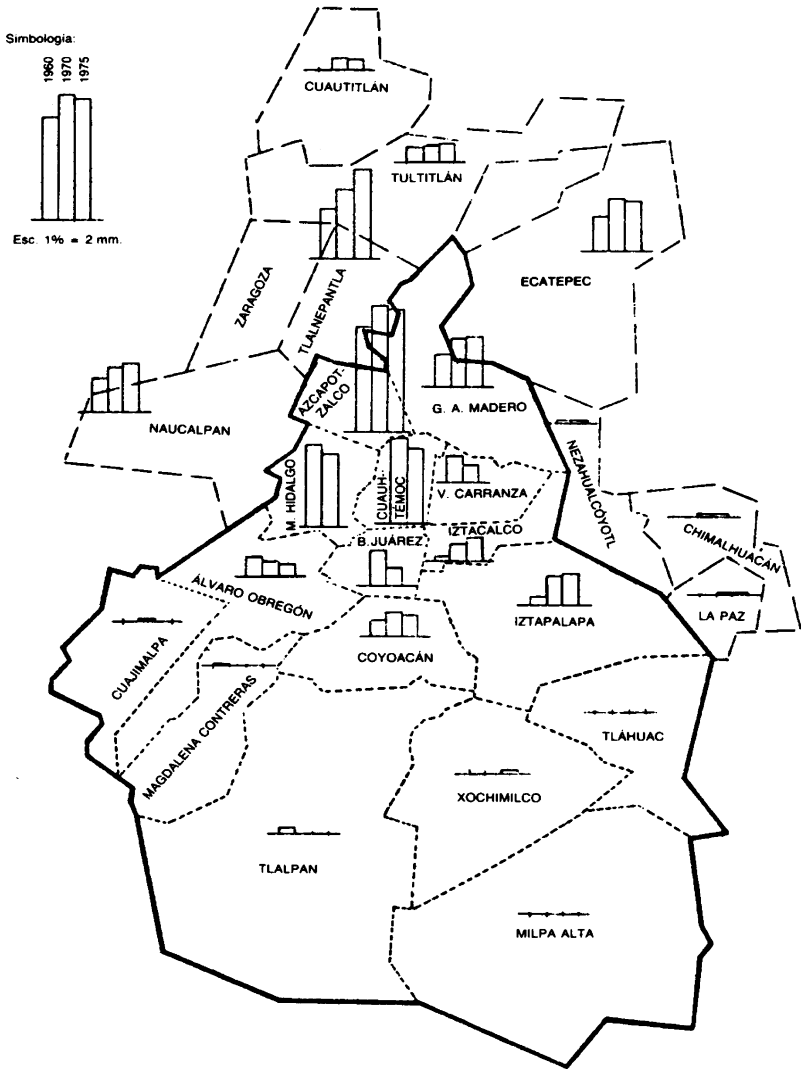 Simbología:
1960
1970
1975
Esc. 1% = 2 mm.
CUAUTITLÁN
TULTITLÁN
ECATEPEC
ZARAGOZA
TLALNEPANTLA
NAUCALPAN
AZCAPOT-
ZALCO
G. A. MADERO
NEZAHUALCÓYOTL
M. HIDALGO
CUAUH-
TÉMOC
V. CARRANZA
IZTACALCO
B. JUÁREZ
CHIMALHUACÁN
ÁLVARO OBREGÓN
IZTAPALAPA
LA PAZ
CUAJIMALPA
COYOACÁN
MAGDALENA CONTRERAS
TLÁHUAC
XOCHIMILCO
TLALPAN
MILPA ALTA